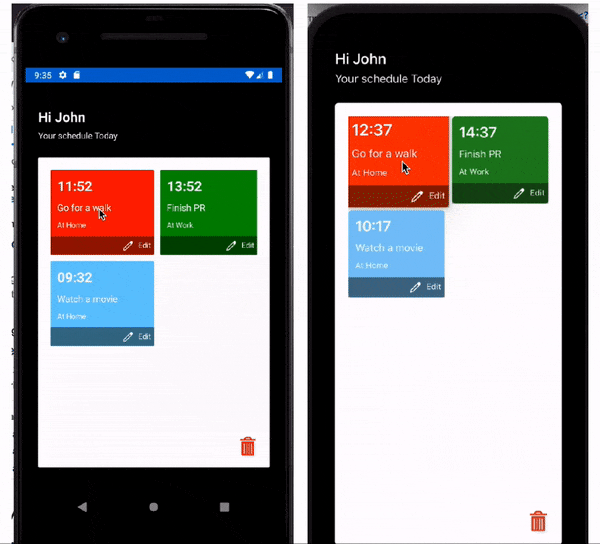 9:35
Hi John
Your schedule Today
11:52
Go for a walk
At Home
Edit
13:52
Finish PR
At Work
Edit
09:32
Watch a movie
At Home
Edit
Hi John
Your schedule Today
12:37
Go for a walk
At Home
Edit
14:37
Finish PR
At Work
Edit
10:17
Watch a movie
At Home
Edit